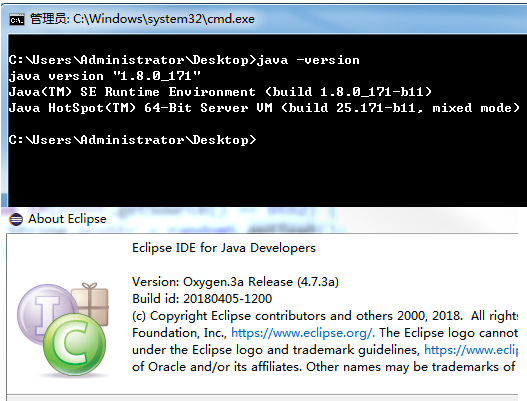 管理员: C:\Windows\system32\cmd.exe
C:\Users\Administrator\Desktop>java -version
java version "1.8.0_171"
Java(TM) SE Runtime Environment (build 1.8.0_171-b11)
Java HotSpot(TM) 64-Bit Server VM (build 25.171-b11, mixed mode)
C:\Users\Administrator\Desktop>
About Eclipse
Eclipse IDE for Java Developers
Version: Oxygen.3a Release (4.7.3a)
Build id: 20180405-1200
(c) Copyright Eclipse contributors and others 2000, 2018.  All rights
Foundation, Inc., https://www.eclipse.org/. The Eclipse logo cannot
under the Eclipse logo and trademark guidelines, https://www.ecli
of Oracle and/or its affiliates. Other names may be trademarks of